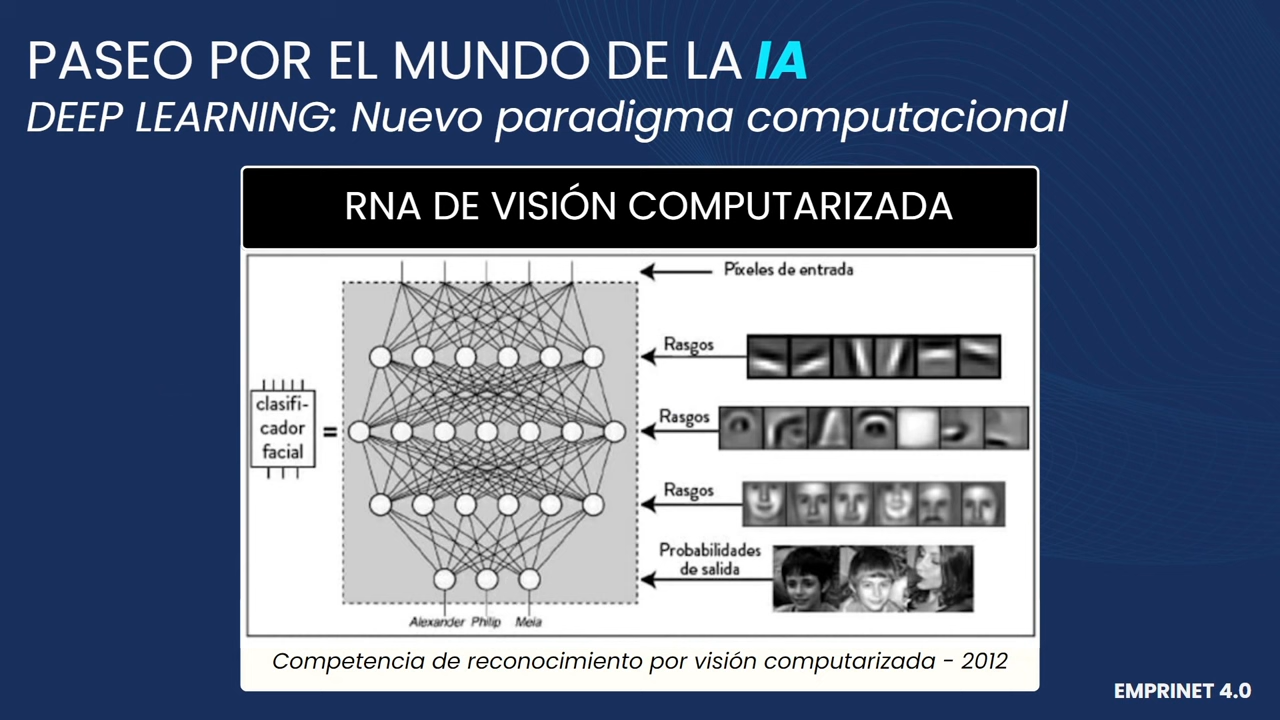 PASEO POR EL MUNDO DE LA IA
DEEP LEARNING: Nuevo paradigma computacional
RNA DE VISIÓN COMPUTARIZADA
Píxeles de entrada
Rasgos
clasifi-
cador
facial
=
Rasgos
Rasgos
Probabilidades
de salida
Alexander Philip Meia
Competencia de reconocimiento por visión computarizada - 2012
EMPRINET 4.0